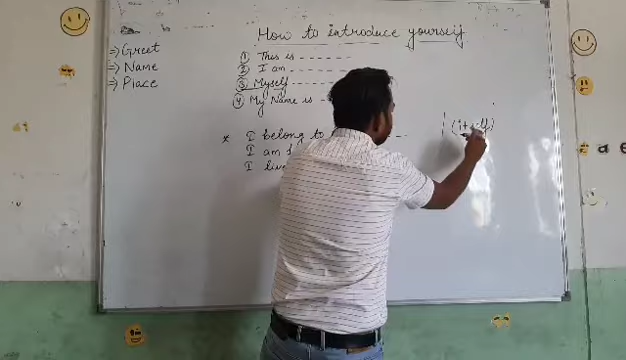 How to introduce yourself
⇒ Greet
⇒ Name
⇒ Place
① This is -------
② I am -------
③ Myself
④ My Name is
* I belong to
I am
I
(itself)